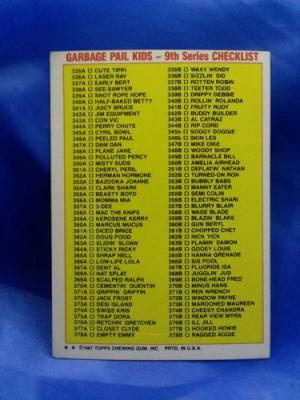 GARBAGE PAIL KIDS – 9th Series CHECKLIST
335A □ CUTE TIPPI
336A □ LASER RAY
337A □ EARLY BERT
338A □ SEE-SAWYER
339A □ SNOT ROPE HOPE
340A □ HALF-BAKED BETTY
341A □ JUICY BRUCE
342A □ JIM EQUIPMENT
343A □ CON VIC
344A □ PERRY CHUTE
345A □ CYRIL BOWL
346A □ PEELED PAUL
347A □ DAM DAN
348A □ PLANE JANE
349A □ POLLUTED PERCY
350A □ MISTY SUDS
351A □ CHERYL PERIL
352A □ HERMAN HORMONE
353A □ BAZOOKA JOANNE
354A □ CLARK SHARK
355A □ BEASTY BOYD
356A □ MOMMA MIA
357A □ 3-DEE
358A □ MAC THE KNIFE
359A □ KEROSENE KERRY
360A □ MARCUS MUCUS
361A □ DICED BRICE
362A □ DOUG FOOD
363A □ SLIDIN' SLOAN
364A □ STICKY RICKY
365A □ SHRAP NELL
366A □ LOW-LIFE LOLA
367A □ DENT AL
368A □ HAT SPLAT
369A □ SCALPED RALPH
370A □ CEMENTIN' QUENTIN
371A □ GRIPPIN' GRIFFIN
372A □ JACK FROST
373A □ DESI ISLAND
374A □ SWISS KRIS
375A □ TRAP DORA
376A □ RETCHIN' GRETCHEN
377A □ CLOSET CLYDE
378A □ EMPTY EMMY
335B □ WAXY WENDY
336B □ SIZZLIN' SID
337B □ ROTTEN ROBIN
338B □ TEETER TODD
339B □ DRIPPY DEBBIE
340B □ ROLLIN' ROLANDA
341B □ FRUITY RUDY
342B □ BUDDY BUILDER
343B □ AL CATRAZ
344B □ RIP CORD
345b □ SOGGY DOGGIE
346b □ SKIN LES
347B □ MIKE DIKE
348B □ WOODY SHOP
349B □ BARNACLE BILL
350B □ AMELIA AIRHEAD
351B □ DEFLATIN' NATHAN
352B □ TURNED-ON RON
353B □ BUBBLY BABS
354B □ MANNY EATER
355B □ SEMI COLIN
356B □ ELECTRIC SHARI
357B □ BLURRY BLAIR
358B □ WADE BLADE
359B □ BLAZIN' BLAKE
360B □ GUN BERYL
361B □ CHOPPED CHET
362B □ NICK YICK
363B □ FLAMIN' DAMON
364B □ GOOEY LOUIE
365B □ HANNA GRENADE
366B □ SIS POOL
367B □ FLUORIDE IDA
368B □ JUGGLIN' JUD
369B □ BONE-HEAD FRED
370B □ MINUS HANS
371B □ REN WRENCH
372B □ WINDOW PAYNE
373B □ MAROONED MAUREEN
374B □ CHEESY CHANDRA
375B □ REAR VIEW MYRA
376B □ ILL JILL
377B □ HOOKED HOWIE
378B □ RAGGED AGGIE
★ ★ ©1987 TOPPS CHEWING GUM, INC. PRTD. IN U.S.A.